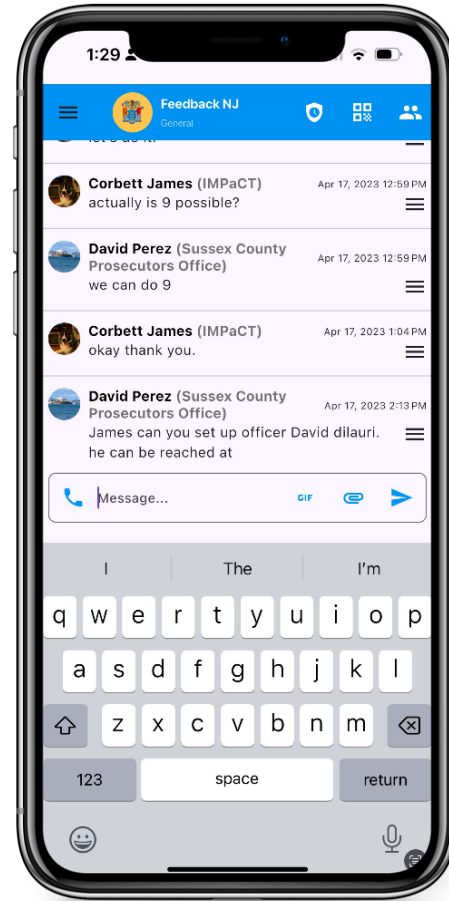 1:29
Feedback NJ
General
let's do it.
Corbett James (IMPaCT)
Apr 17, 2023 12:59 PM
actually is 9 possible?
David Perez (Sussex County
Prosecutors Office)
Apr 17, 2023 12:59 PM
we can do 9
Corbett James (IMPaCT)
Apr 17, 2023 1:04 PM
okay thank you.
David Perez (Sussex County
Prosecutors Office)
Apr 17, 2023 2:13 PM
James can you set up officer David dilauri.
he can be reached at
Message...
GIF
I The I'm
q w e r t y u i o p
a s d f g h j k l
z x c v b n m
123 space return